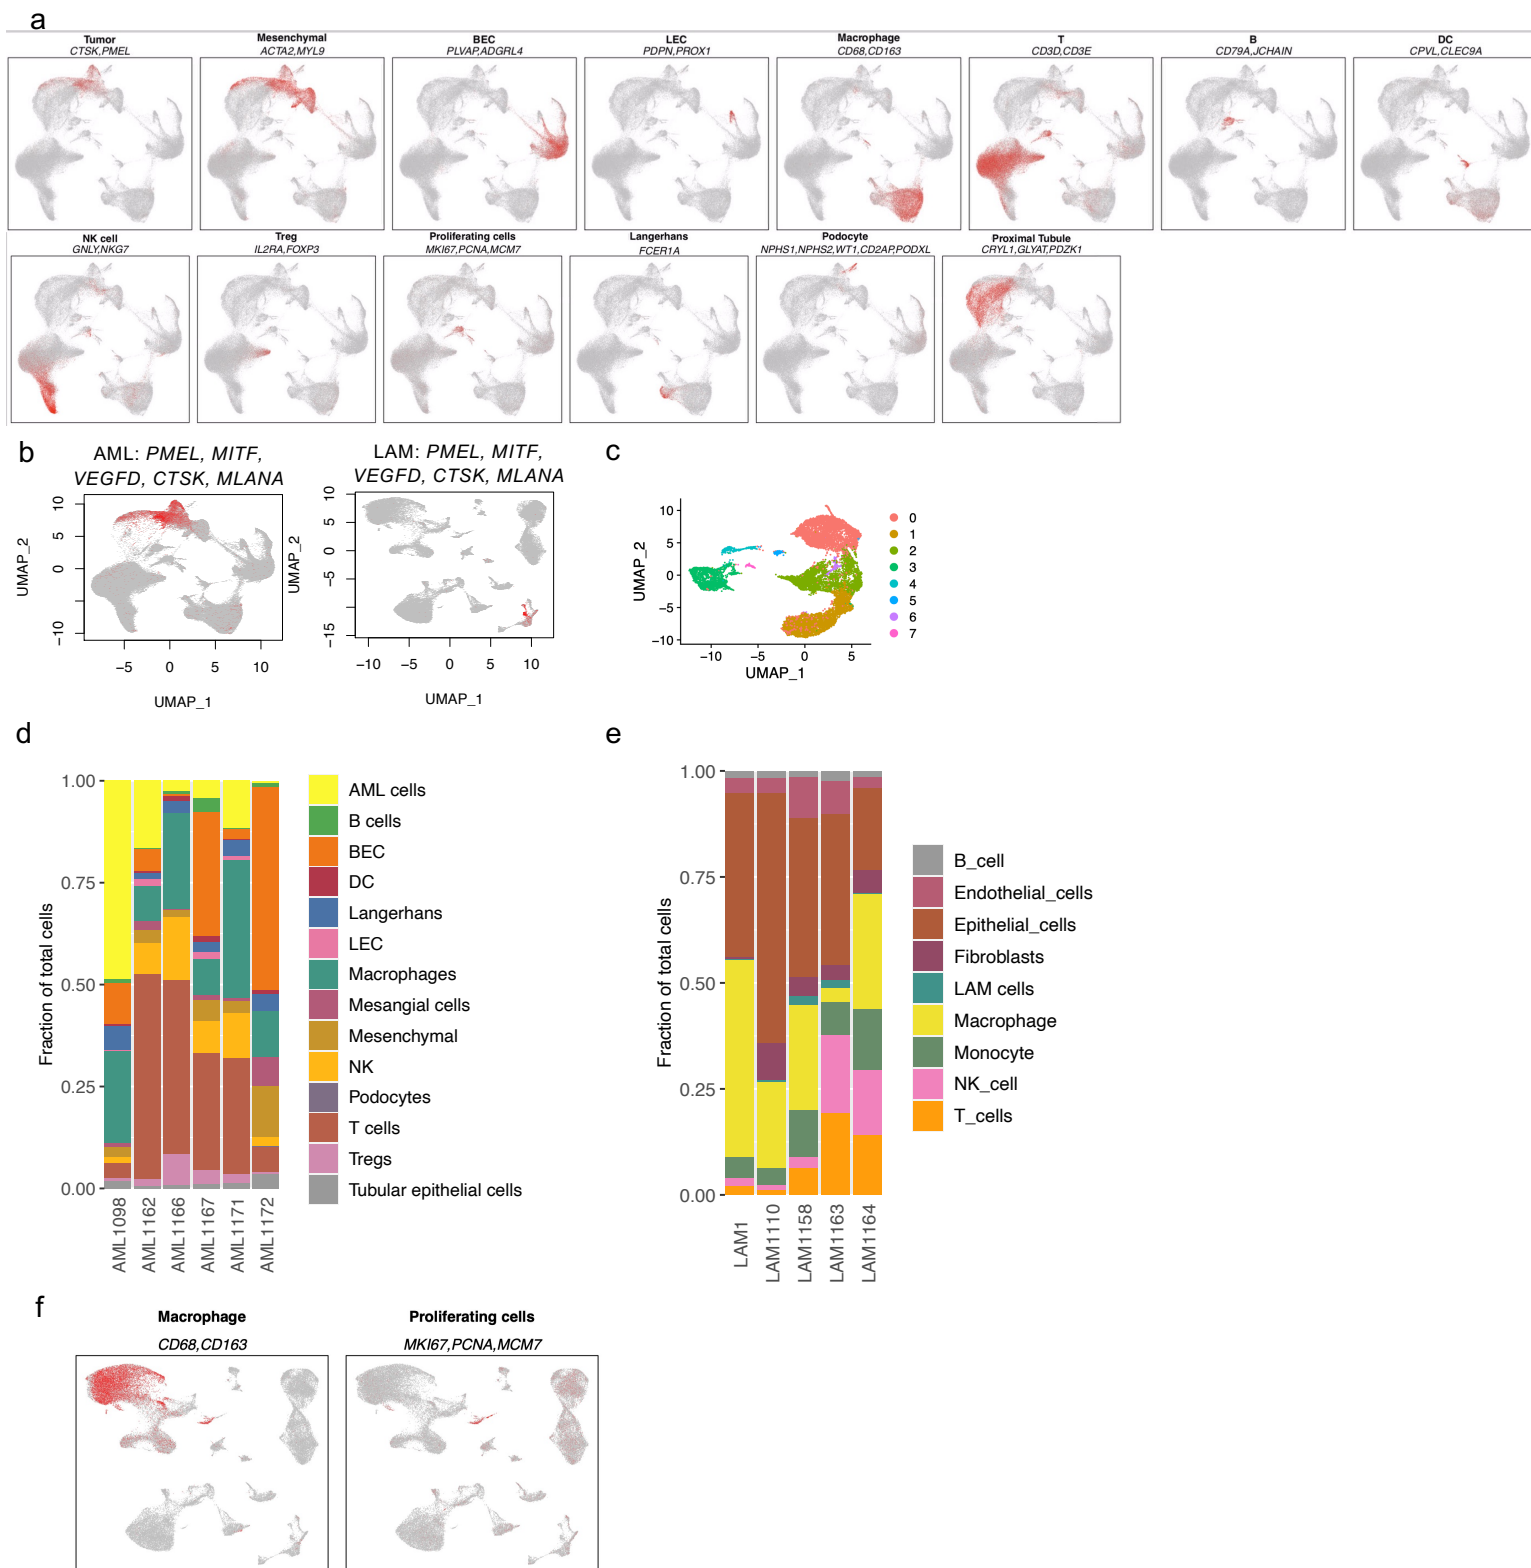 a
Tumor
CTSK,PMEL
Mesenchymal
ACTA2,MYL9
BEC
PLVAP,ADGRL4
LEC
PDPN,PROX1
Macrophage
CD68,CD163
T
CD3D,CD3E
B
CD79A,JCHAIN
DC
CPVL,CLEC9A
NK cell
GNLY,NKG7
Treg
IL2RA,FOXP3
Proliferating cells
MKI67,PCNA,MCM7
Langerhans
FCER1A
Podocyte
NPHS1,NPHS2,WT1,CD2AP,PODXL
Proximal Tubule
CRYL1,GLYAT,PDZK1
b
AML: PMEL, MITF,
VEGFD, CTSK, MLANA
UMAP_2
10
5
0
−10
−5 0 5 10
UMAP_1
LAM: PMEL, MITF,
VEGFD, CTSK, MLANA
UMAP_2
10
5
0
−5
−15
−10 −5 0 5 10
UMAP_1
c
UMAP_2
10
5
0
−5
−10
−10 −5 0 5
UMAP_1
0
1
2
3
4
5
6
7
d
Fraction of total cells
1.00
0.75
0.50
0.25
0.00
AML1098
AML1162
AML1166
AML1167
AML1171
AML1172
AML cells
B cells
BEC
DC
Langerhans
LEC
Macrophages
Mesangial cells
Mesenchymal
NK
Podocytes
T cells
Tregs
Tubular epithelial cells
e
Fraction of total cells
1.00
0.75
0.50
0.25
0.00
LAM1
LAM1110
LAM1158
LAM1163
LAM1164
B_cell
Endothelial_cells
Epithelial_cells
Fibroblasts
LAM cells
Macrophage
Monocyte
NK_cell
T_cells
f
Macrophage
CD68,CD163
Proliferating cells
MKI67,PCNA,MCM7